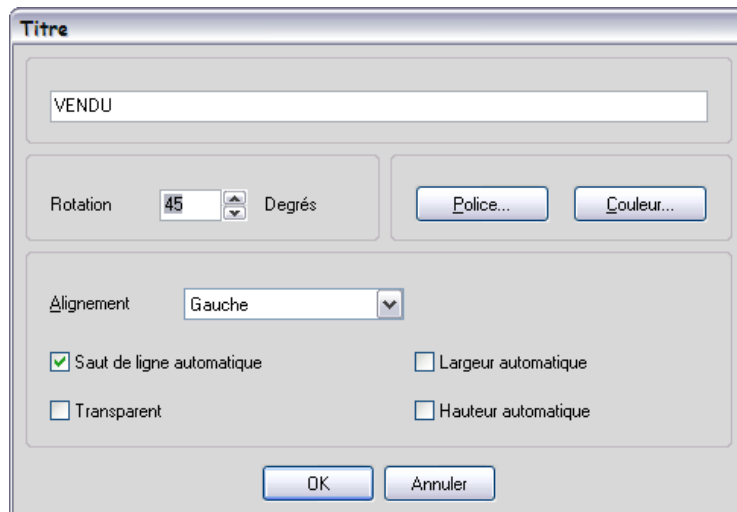 Titre
VENDU
Rotation 45 Degrés Police... Couleur...
Alignement Gauche
Saut de ligne automatique Largeur automatique
Transparent Hauteur automatique
OK Annuler